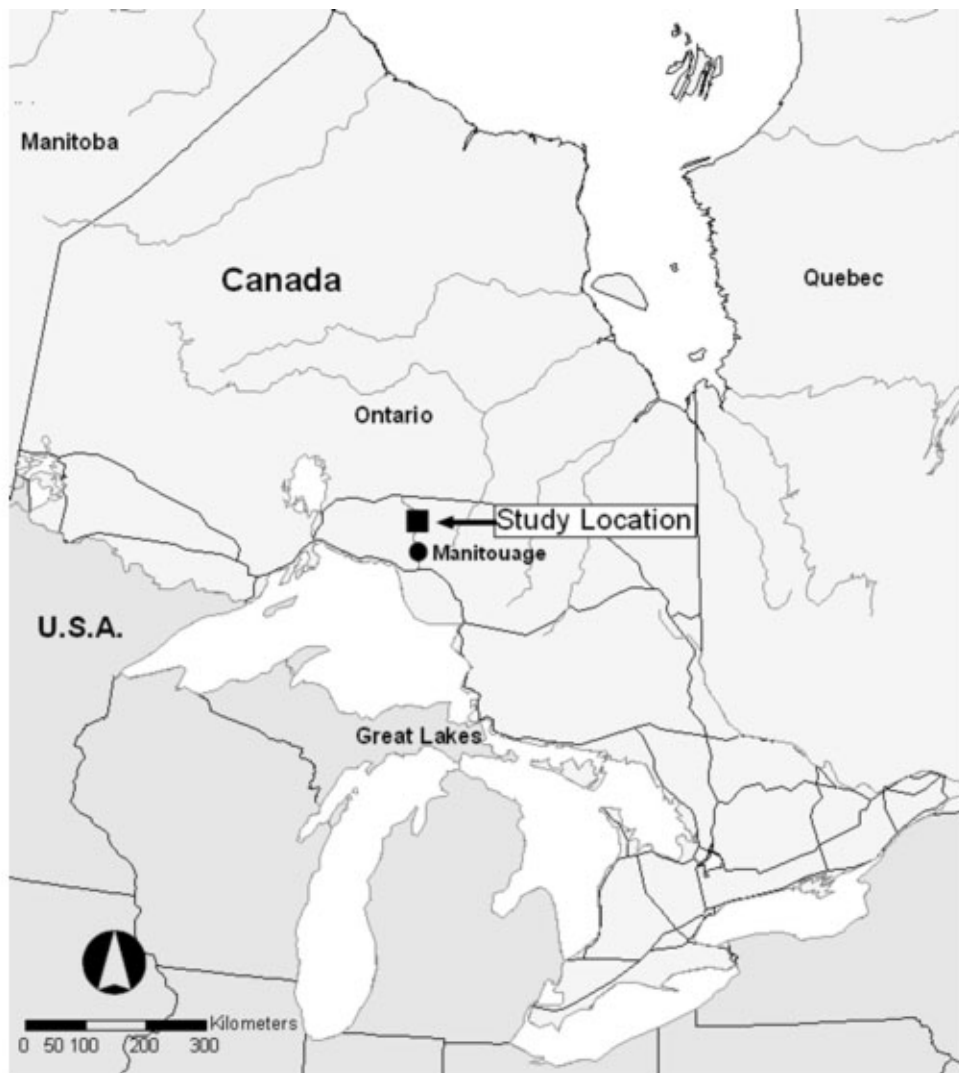 Manitoba
Canada
Quebec
Ontario
Study Location
Manitouage
U.S.A.
Great Lakes
Kilometers
0 50 100 200 300